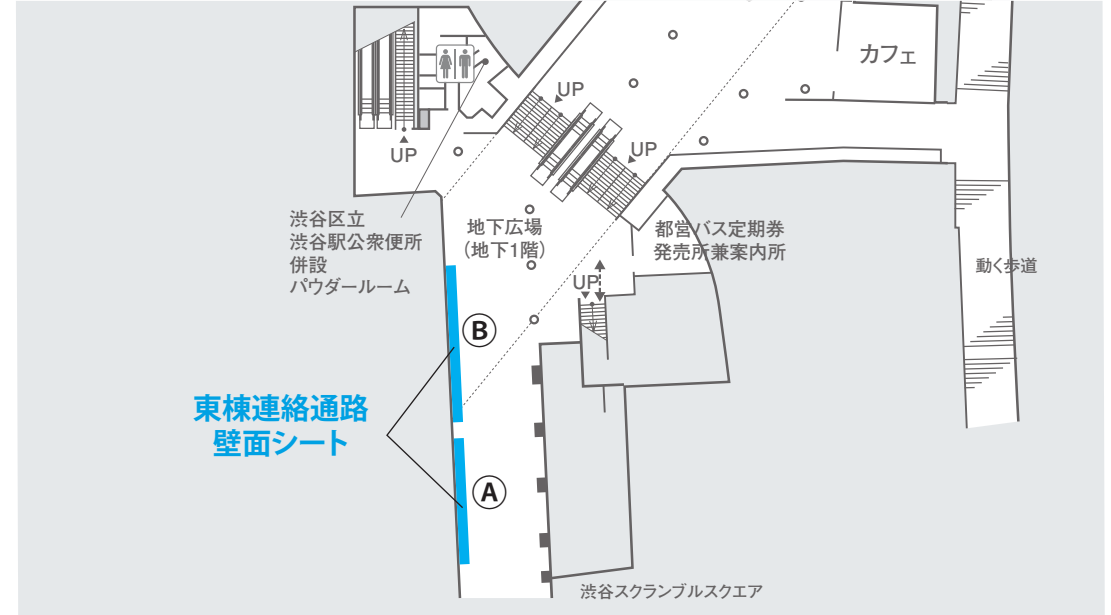 カフェ
UP
UP
UP
渋谷区立
渋谷駅公衆便所
併設
パウダールーム
地下広場
(地下1階)
都営バス定期券
発売所兼案内所
動く歩道
UP
B
東棟連絡通路
壁面シート
A
渋谷スクランブルスクエア